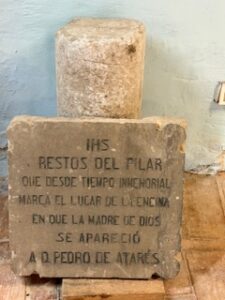 IHS
RESTOS DEL PILAR
QUE DESDE TIEMPO INMEMORIAL
MARCA EL LUGAR DE LA ENCINA
EN QUE LA MADRE DE DIOS
SE APARECIÓ
A D. PEDRO DE ATARÉS